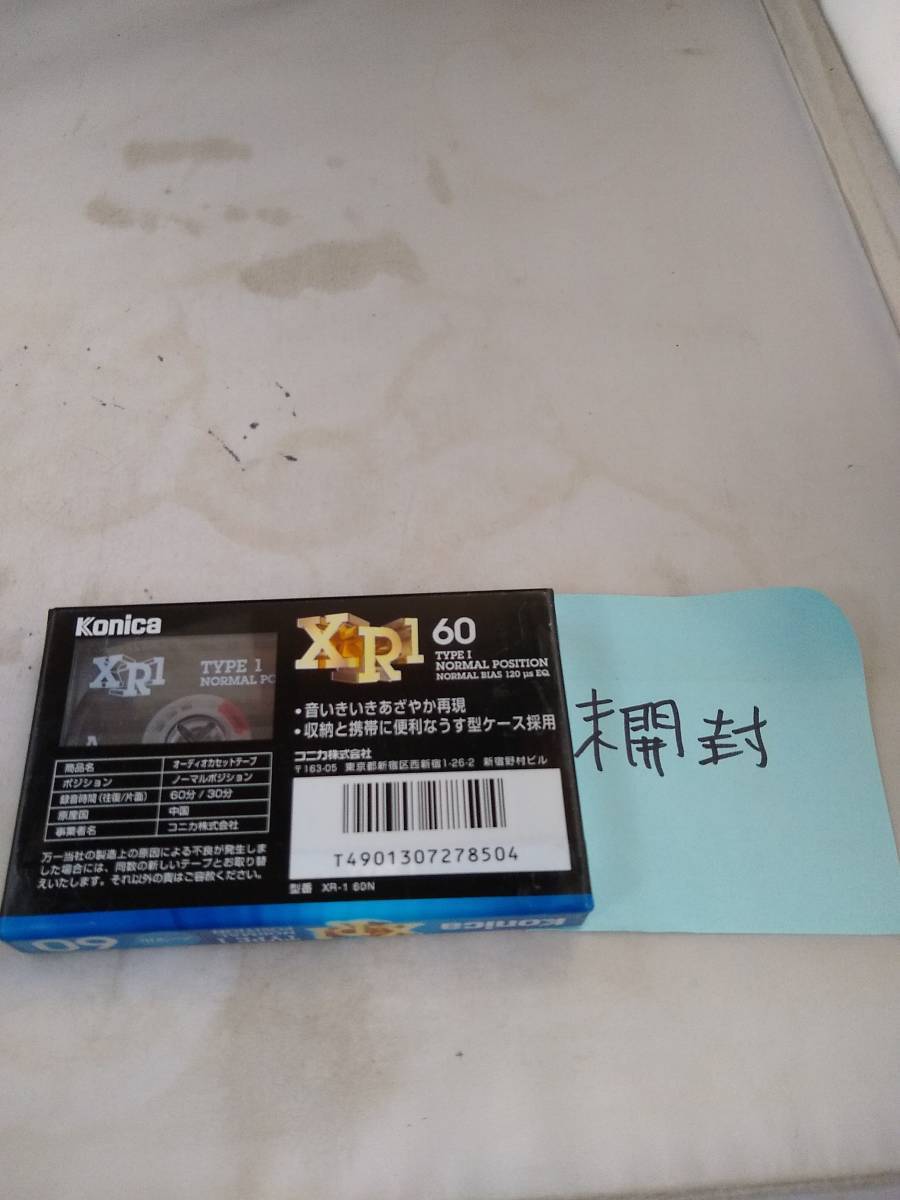 Konica
XR1
TYPE 1
NORMAL PO
A
XR1 60
TYPE I
NORMAL POSITION
NORMAL BIAS 120 μs EQ.
・音いきいきあざやか再現
・収納と携帯に便利なうす型ケース採用
コニカ株式会社
〒163-05 東京都新宿区西新宿1-26-2 新宿野村ビル
商品名 オーディオカセットテープ
ポジション ノーマルポジション
録音時間(往復/片面) 60分/30分
原産国 中国
事業者名 コニカ株式会社
万一当社の製造上の原因による不良が発生しま
した場合には、同数の新しいテープとお取り替
えいたします。それ以外の責はご容赦ください。
T4901307278504
型番 XR-1 60N
Konica
XR1
TYPE I
POSITION
60
未開封